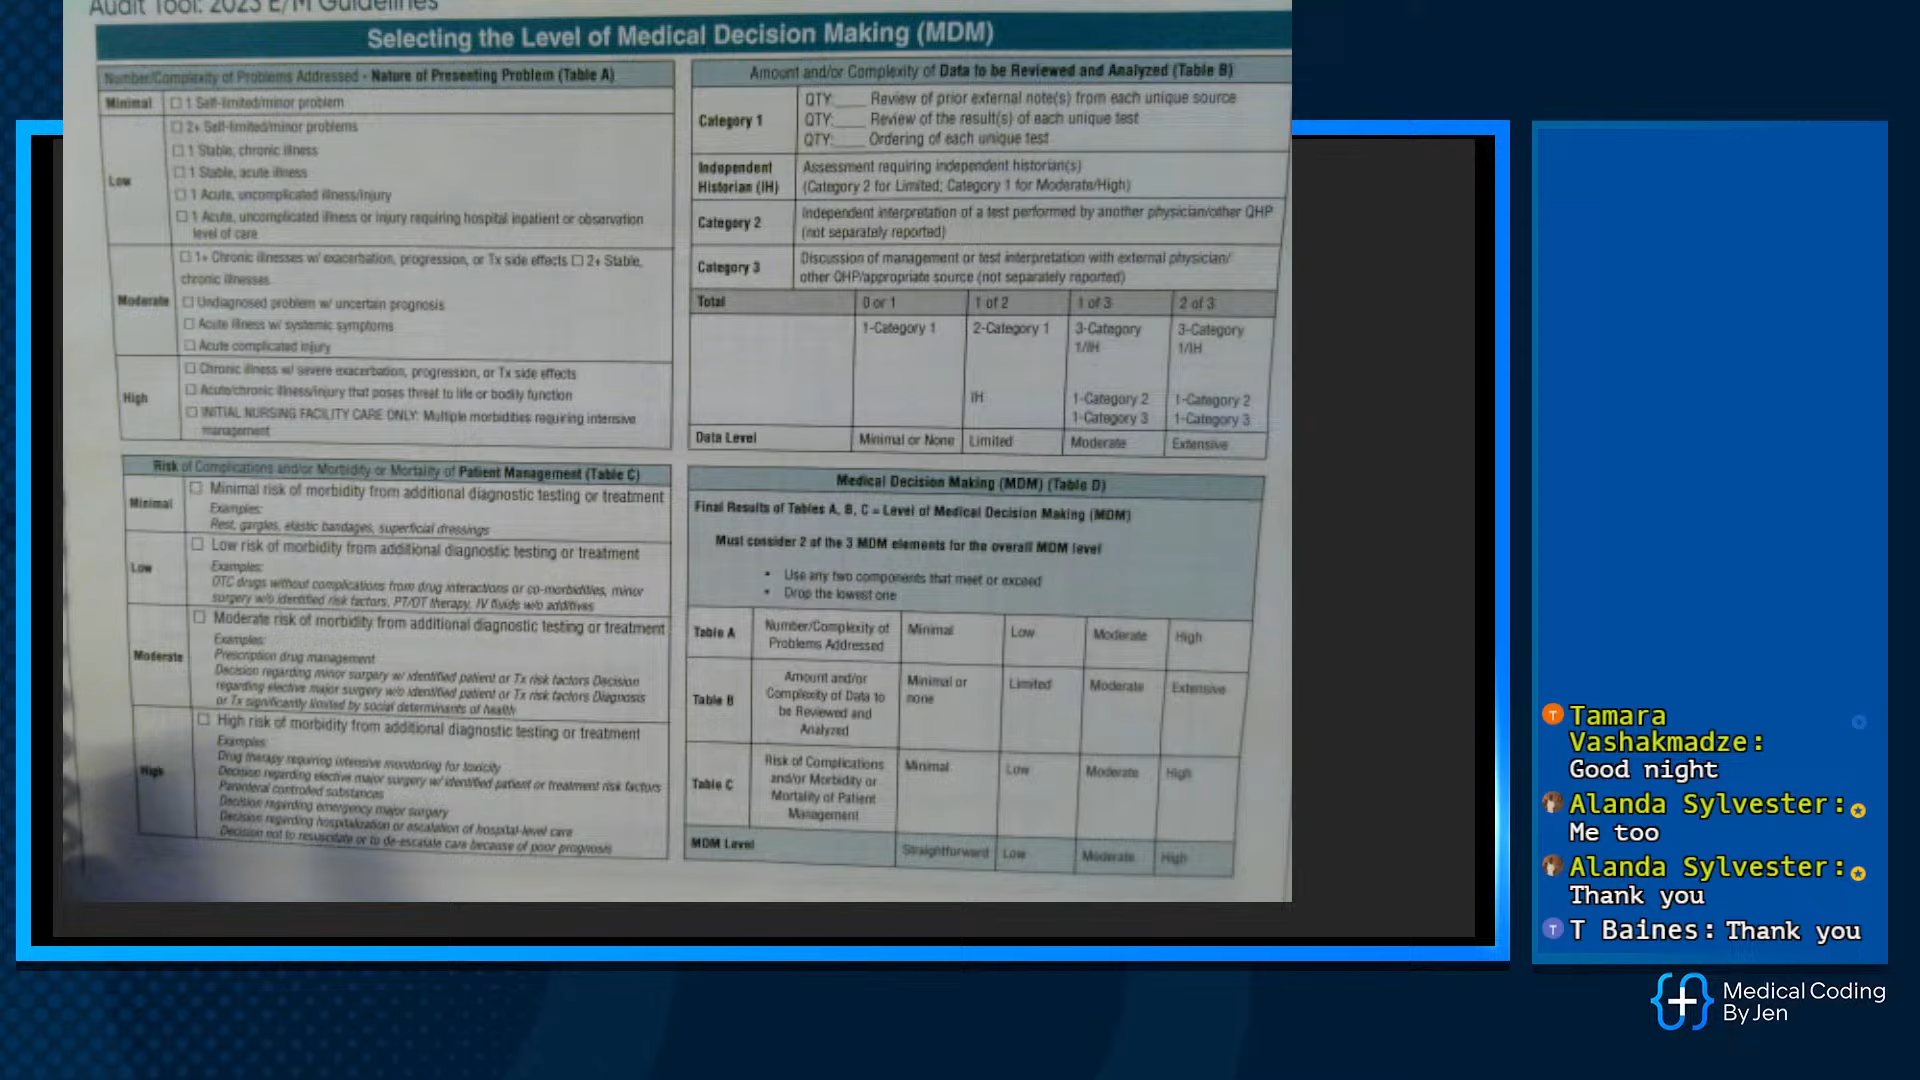 Audit Tool: 2023 E/M Guidelines
Selecting the Level of Medical Decision Making (MDM)
Number/Complexity of Problems Addressed - Nature of Presenting Problem (Table A)
Minimal
☐ 1 Self-limited/minor problem
Low
☐ 2+ Self-limited/minor problems
☐ 1 Stable, chronic illness
☐ 1 Stable, acute illness
☐ 1 Acute, uncomplicated illness/injury
☐ 1 Acute, uncomplicated illness or injury requiring hospital inpatient or observation
level of care
Moderate
☐ 1+ Chronic illnesses w/ exacerbation, progression, or Tx side effects ☐ 2+ Stable,
chronic illnesses
☐ Undiagnosed problem w/ uncertain prognosis
☐ Acute illness w/ systemic symptoms
☐ Acute complicated injury
High
☐ Chronic illness w/ severe exacerbation, progression, or Tx side effects
☐ Acute/chronic illness/injury that poses threat to life or bodily function
☐ INITIAL NURSING FACILITY CARE ONLY: Multiple morbidities requiring intensive
management
Amount and/or Complexity of Data to be Reviewed and Analyzed (Table B)
Category 1
QTY:____ Review of prior external note(s) from each unique source
QTY:____ Review of the result(s) of each unique test
QTY:____ Ordering of each unique test
Independent
Historian (IH)
Assessment requiring independent historian(s)
(Category 2 for Limited; Category 1 for Moderate/High)
Category 2
Independent interpretation of a test performed by another physician/other QHP
(not separately reported)
Category 3
Discussion of management or test interpretation with external physician/
other QHP/appropriate source (not separately reported)
Total 0 or 1 1 of 2 1 of 3 2 of 3
1-Category 1 2-Category 1 3-Category 3-Category
1/IH 1/IH
IH 1-Category 2 1-Category 2
1-Category 3 1-Category 3
Data Level Minimal or None Limited Moderate Extensive
Risk of Complications and/or Morbidity or Mortality of Patient Management (Table C)
Minimal
☐ Minimal risk of morbidity from additional diagnostic testing or treatment
Examples:
Rest, gargles, elastic bandages, superficial dressings
Low
☐ Low risk of morbidity from additional diagnostic testing or treatment
Examples:
OTC drugs without complications from drug interactions or co-morbidities, minor
surgery w/o identified risk factors, PT/OT therapy, IV fluids w/o additives
Moderate
☐ Moderate risk of morbidity from additional diagnostic testing or treatment
Examples:
Prescription drug management
Decision regarding minor surgery w/ identified patient or Tx risk factors Decision
regarding elective major surgery w/o identified patient or Tx risk factors Diagnosis
or Tx significantly limited by social determinants of health
High
☐ High risk of morbidity from additional diagnostic testing or treatment
Examples:
Drug therapy requiring intensive monitoring for toxicity
Decision regarding elective major surgery w/ identified patient or treatment risk factors
Parenteral controlled substances
Decision regarding emergency major surgery
Decision regarding hospitalization or escalation of hospital-level care
Decision not to resuscitate or to de-escalate care because of poor prognosis
Medical Decision Making (MDM) (Table D)
Final Results of Tables A, B, C = Level of Medical Decision Making (MDM)
Must consider 2 of the 3 MDM elements for the overall MDM level
• Use any two components that meet or exceed
• Drop the lowest one
Table A
Number/Complexity of
Problems Addressed
Minimal Low Moderate High
Table B
Amount and/or
Complexity of Data to
be Reviewed and
Analyzed
Minimal or
none
Limited Moderate Extensive
Table C
Risk of Complications
and/or Morbidity or
Mortality of Patient
Management
Minimal Low Moderate High
MDM Level Straightforward Low Moderate High
T Tamara
Vashakmadze:
Good night
Alanda Sylvester:
Me too
Alanda Sylvester:
Thank you
T T Baines: Thank you
Medical Coding
By Jen